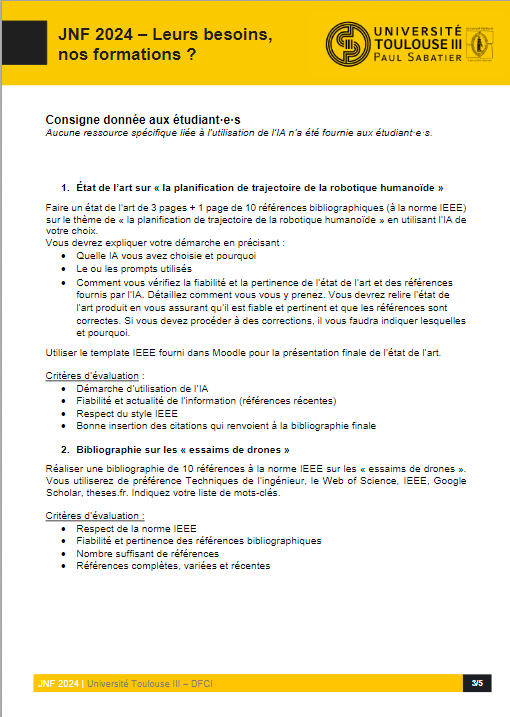 JNF 2024 – Leurs besoins,
nos formations ?
UNIVERSITÉ
TOULOUSE III
PAUL SABATIER
Consigne donnée aux étudiant·e·s
Aucune ressource spécifique liée à l'utilisation de l'IA n'a été fournie aux étudiant·e·s.
1. État de l'art sur « la planification de trajectoire de la robotique humanoïde »
Faire un état de l'art de 3 pages + 1 page de 10 références bibliographiques (à la norme IEEE)
sur le thème de « la planification de trajectoire de la robotique humanoïde » en utilisant l'IA de
votre choix.
Vous devrez expliquer votre démarche en précisant :
• Quelle IA vous avez choisie et pourquoi
• Le ou les prompts utilisés
• Comment vous vérifiez la fiabilité et la pertinence de l'état de l'art et des références
fournis par l'IA. Détaillez comment vous vous y prenez. Vous devrez relire l'état de
l'art produit en vous assurant qu'il est fiable et pertinent et que les références sont
correctes. Si vous devez procéder à des corrections, il vous faudra indiquer lesquelles
et pourquoi.
Utiliser le template IEEE fourni dans Moodle pour la présentation finale de l'état de l'art.
Critères d'évaluation :
• Démarche d'utilisation de l'IA
• Fiabilité et actualité de l'information (références récentes)
• Respect du style IEEE
• Bonne insertion des citations qui renvoient à la bibliographie finale
2. Bibliographie sur les « essaims de drones »
Réaliser une bibliographie de 10 références à la norme IEEE sur les « essaims de drones ».
Vous utiliserez de préférence Techniques de l'ingénieur, le Web of Science, IEEE, Google
Scholar, theses.fr. Indiquez votre liste de mots-clés.
Critères d'évaluation :
• Respect de la norme IEEE
• Fiabilité et pertinence des références bibliographiques
• Nombre suffisant de références
• Références complètes, variées et récentes
JNF 2024 | Université Toulouse III – DFCI
3/5